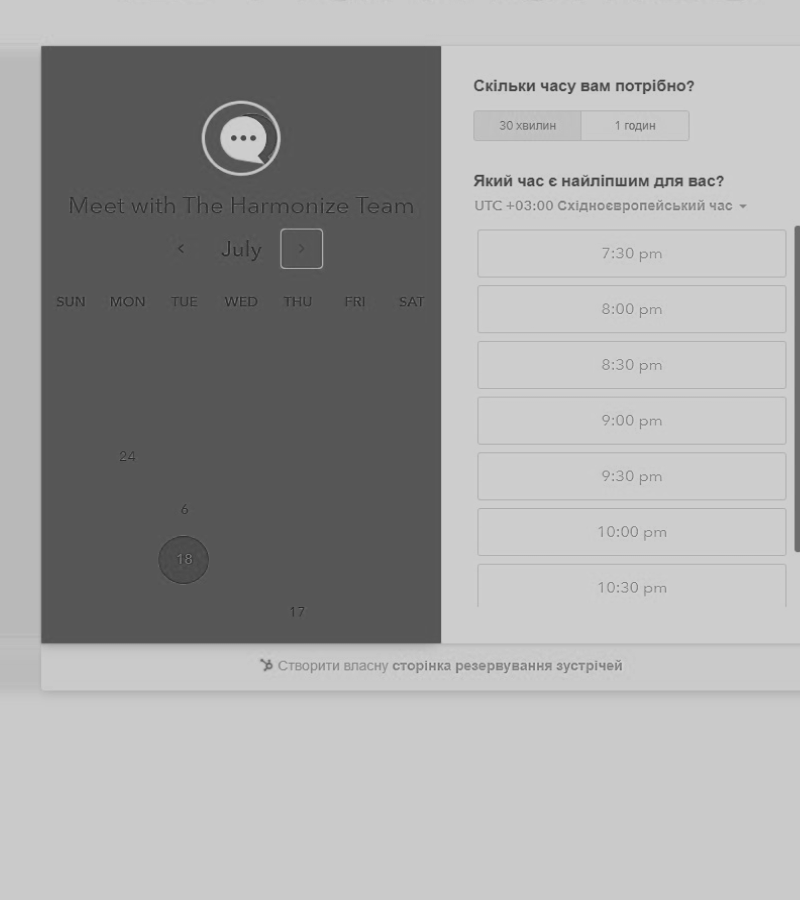 Meet with The Harmonize Team
July
SUN MON TUE WED THU FRI SAT
24
6
18
17
Скільки часу вам потрібно?
30 хвилин 1 годин
Який час є найліпшим для вас?
UTC +03:00 Східноєвропейський час
7:30 pm
8:00 pm
8:30 pm
9:00 pm
9:30 pm
10:00 pm
10:30 pm
Створити власну сторінка резервування зустрічей